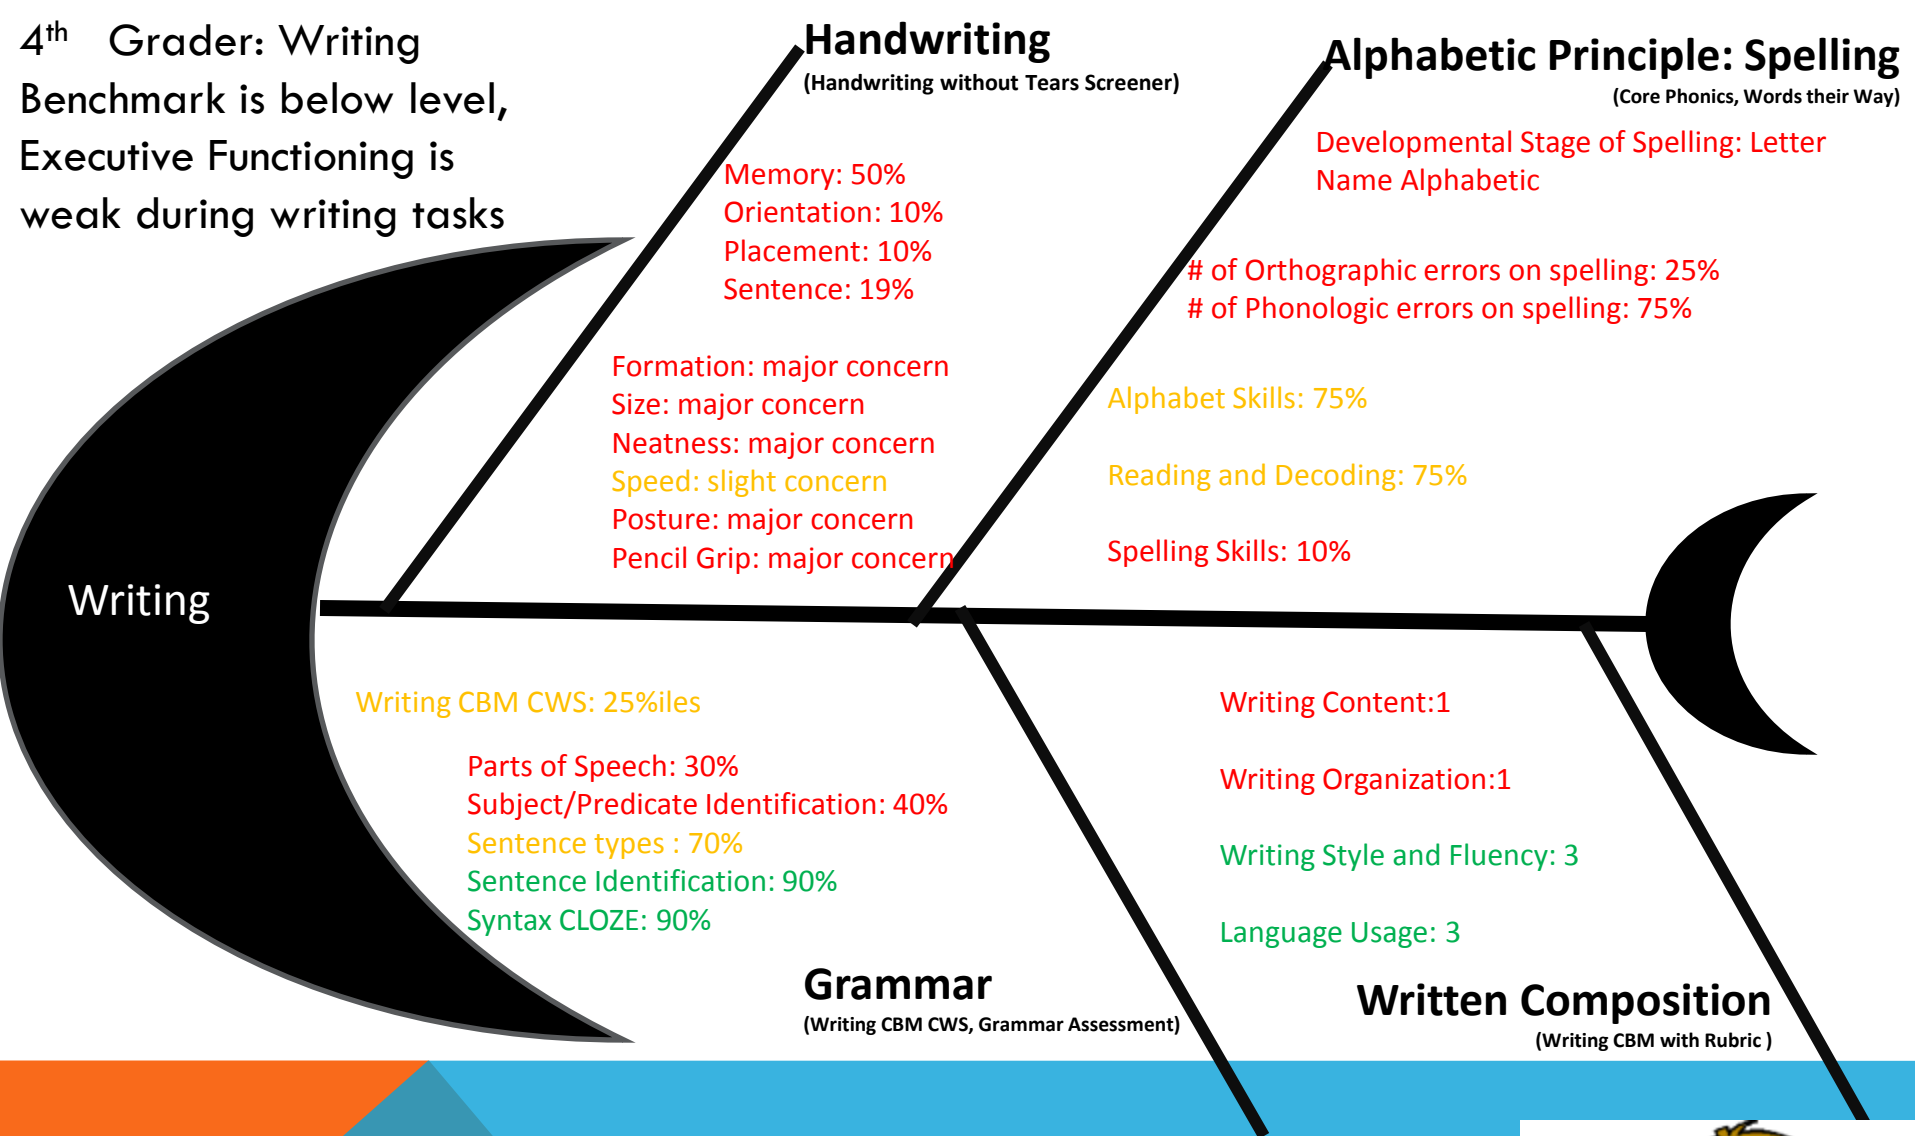 4th Grader: Writing
Benchmark is below level,
Executive Functioning is
weak during writing tasks
Handwriting
(Handwriting without Tears Screener)
Memory: 50%
Orientation: 10%
Placement: 10%
Sentence: 19%
Formation: major concern
Size: major concern
Neatness: major concern
Speed: slight concern
Posture: major concern
Pencil Grip: major concern
Alphabetic Principle: Spelling
(Core Phonics, Words their Way)
Developmental Stage of Spelling: Letter
Name Alphabetic
# of Orthographic errors on spelling: 25%
# of Phonologic errors on spelling: 75%
Alphabet Skills: 75%
Reading and Decoding: 75%
Spelling Skills: 10%
Writing
Writing CBM CWS: 25%iles
Parts of Speech: 30%
Subject/Predicate Identification: 40%
Sentence types : 70%
Sentence Identification: 90%
Syntax CLOZE: 90%
Grammar
(Writing CBM CWS, Grammar Assessment)
Writing Content:1
Writing Organization:1
Writing Style and Fluency: 3
Language Usage: 3
Written Composition
(Writing CBM with Rubric )